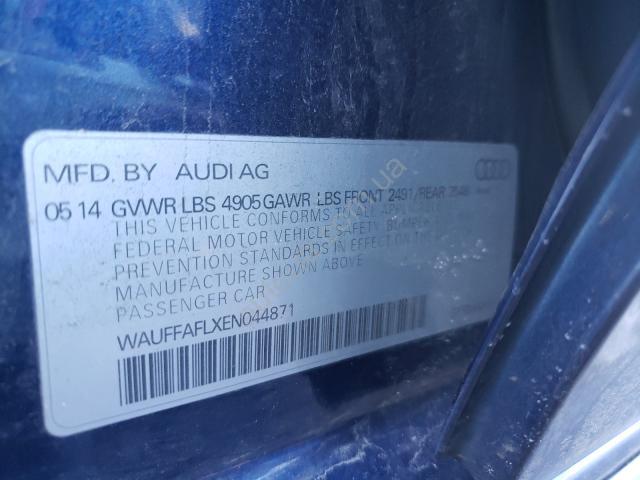 MFD. BY AUDI AG
05 14 GVWR LBS 4905 GAWR LBS FRONT 2491/REAR
THIS VEHICLE CONFORMS TO ALL
FEDERAL MOTOR VEHICLE SAFETY, BUMPER
PREVENTION STANDARDS IN EFFECT ON THE
MANUFACTURE SHOWN ABOVE
PASSENGER CAR
WAUFFAFLXEN044871